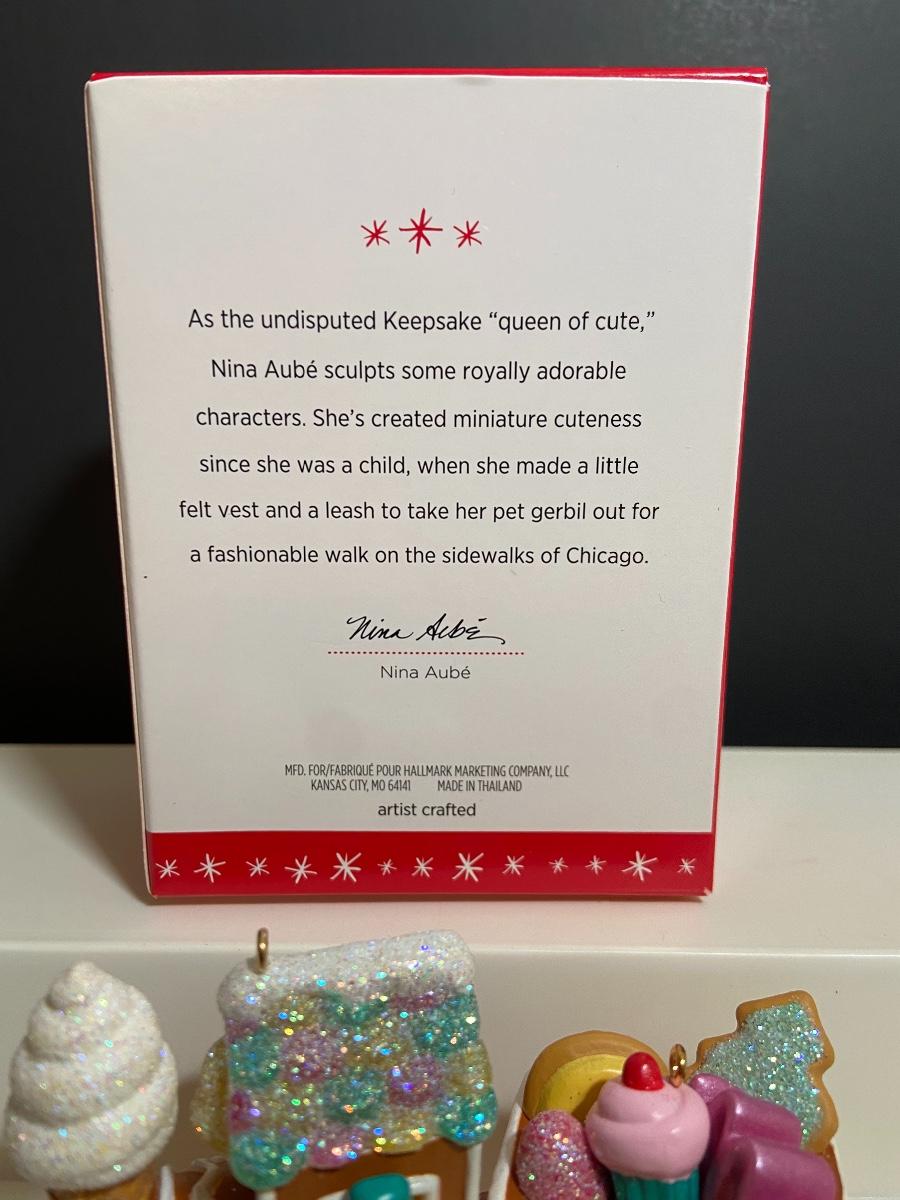 As the undisputed Keepsake “queen of cute,”
Nina Aubé sculpts some royally adorable
characters. She’s created miniature cuteness
since she was a child, when she made a little
felt vest and a leash to take her pet gerbil out for
a fashionable walk on the sidewalks of Chicago.
Nina Aubé
Nina Aubé
MFD. FOR/FABRIQUÉ POUR HALLMARK MARKETING COMPANY, LLC
KANSAS CITY, MO 64141 MADE IN THAILAND
artist crafted